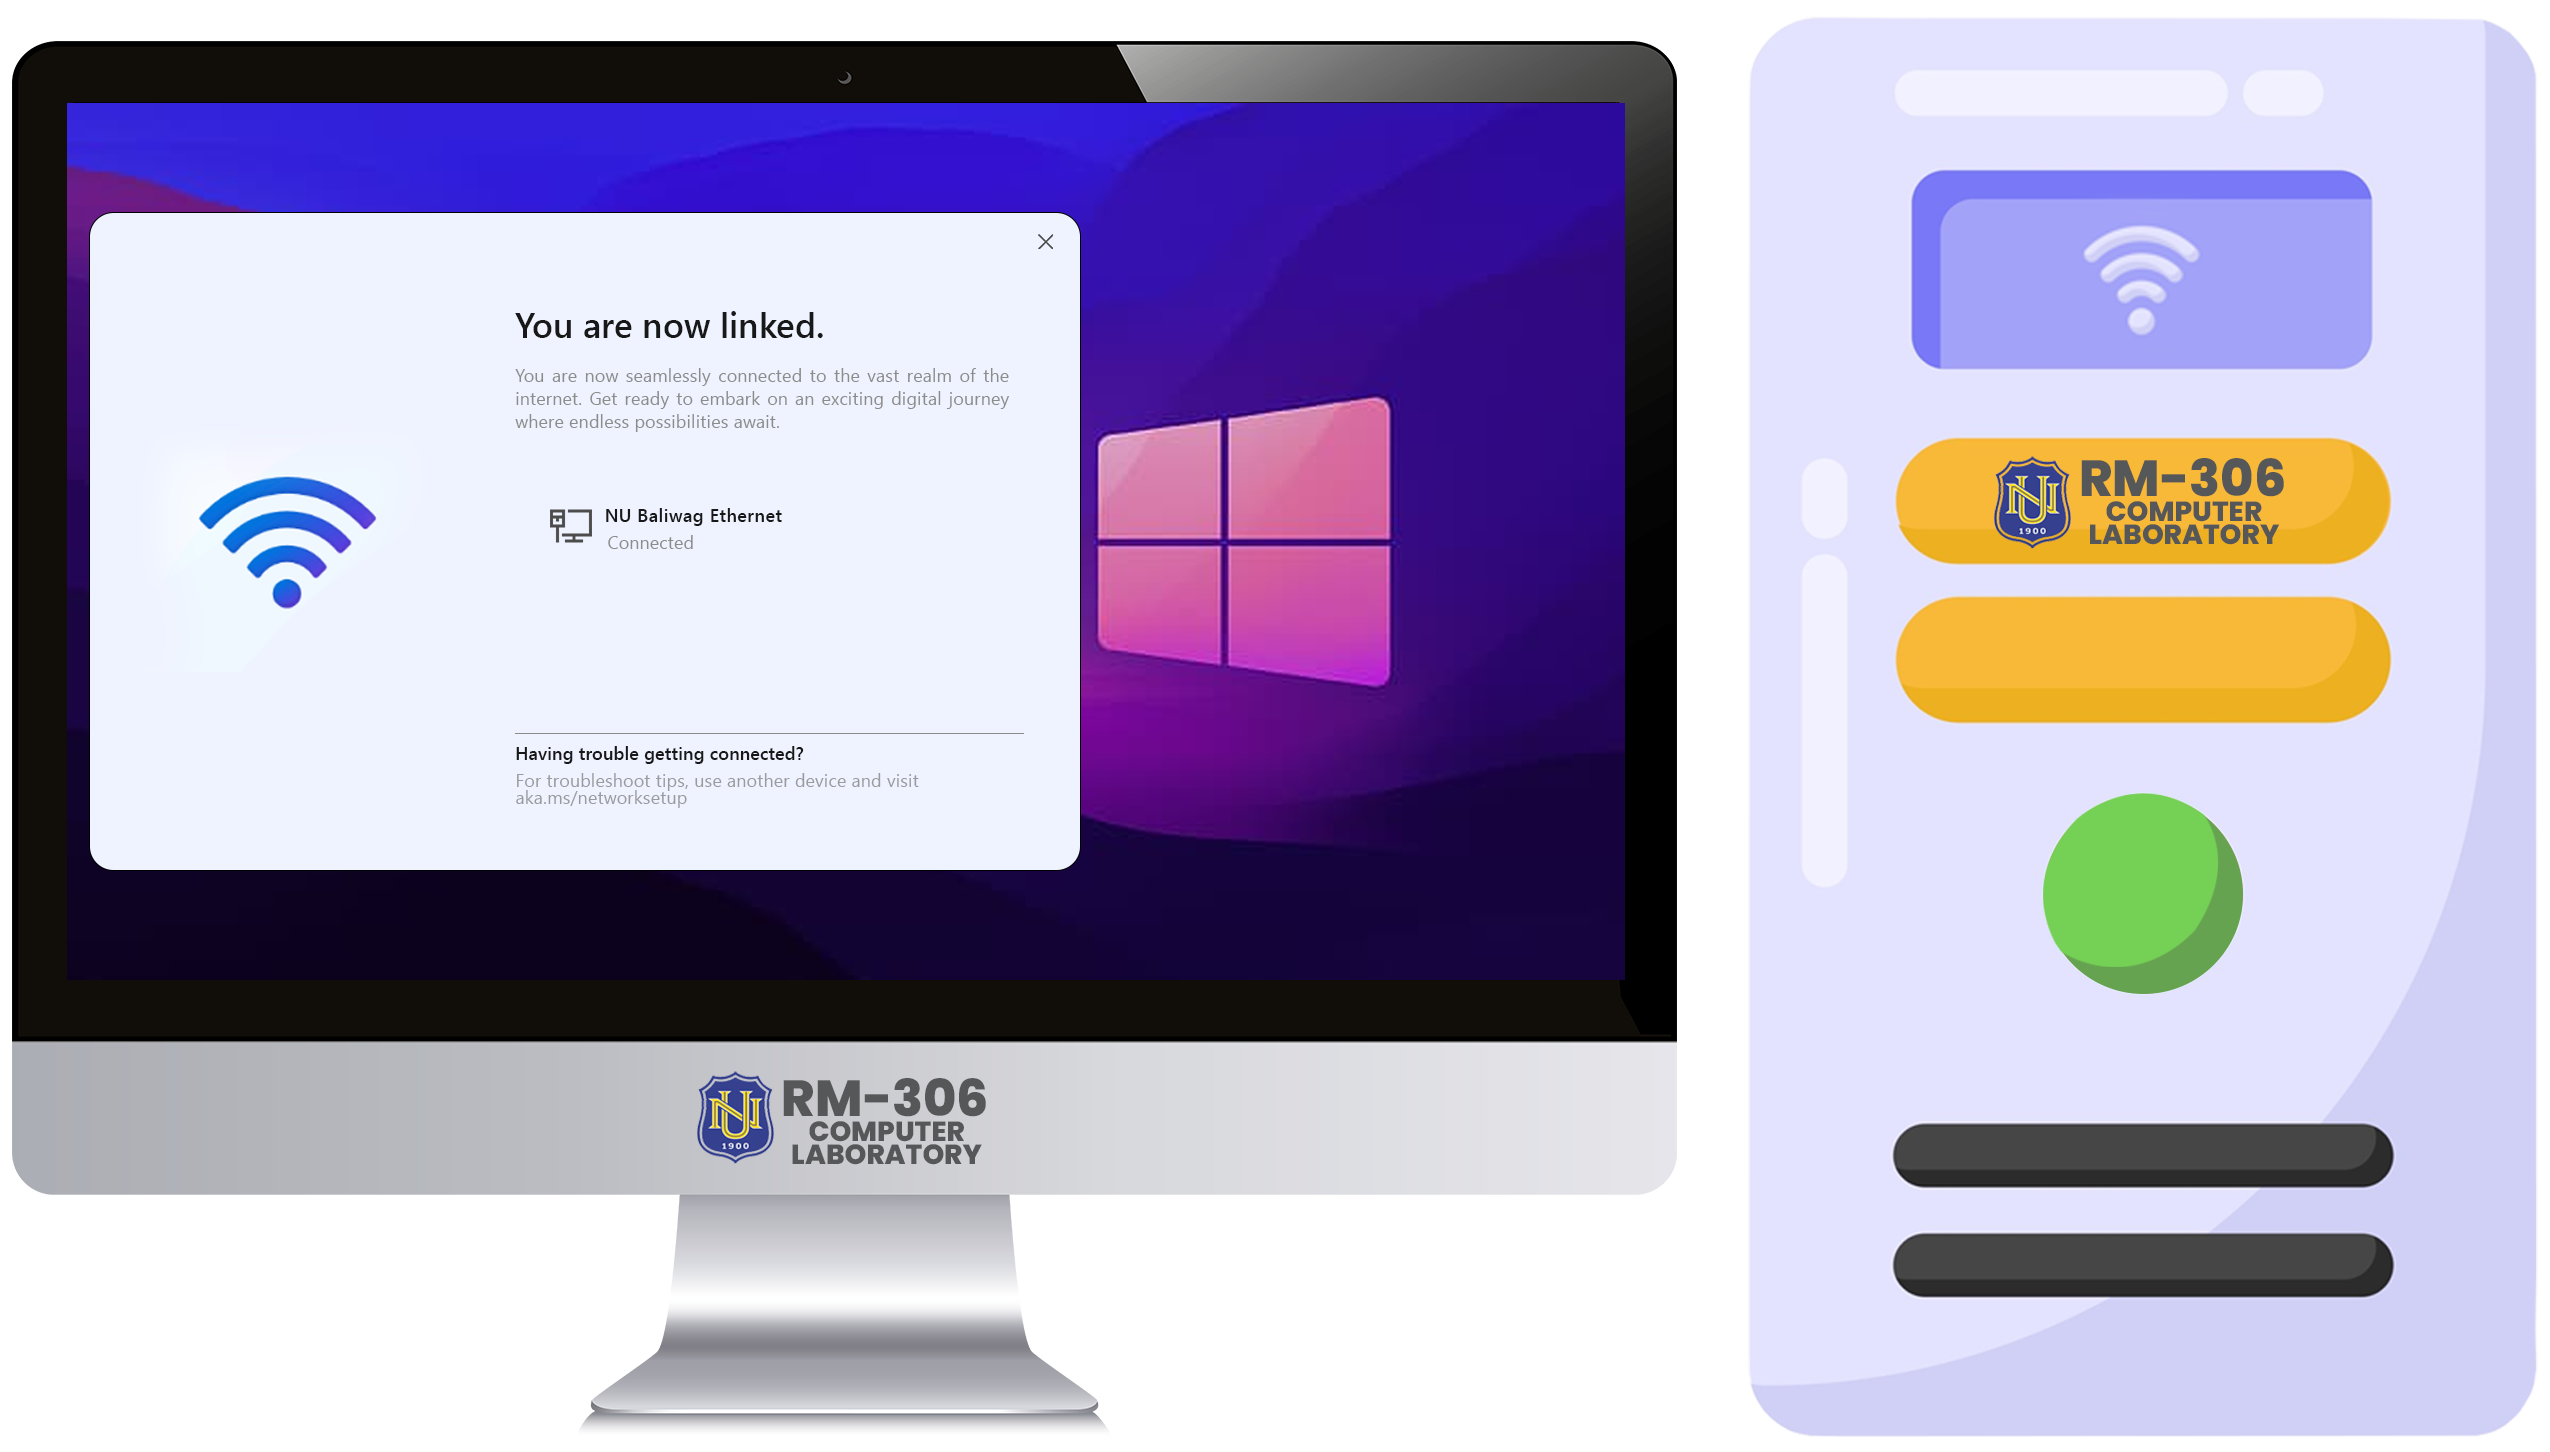 You are now linked.
You are now seamlessly connected to the vast realm of the
internet. Get ready to embark on an exciting digital journey
where endless possibilities await.
NU Baliwag Ethernet
Connected
Having trouble getting connected?
For troubleshoot tips, use another device and visit
aka.ms/networksetup
NU
1900
RM-306
COMPUTER
LABORATORY
NU
1900
RM-306
COMPUTER
LABORATORY